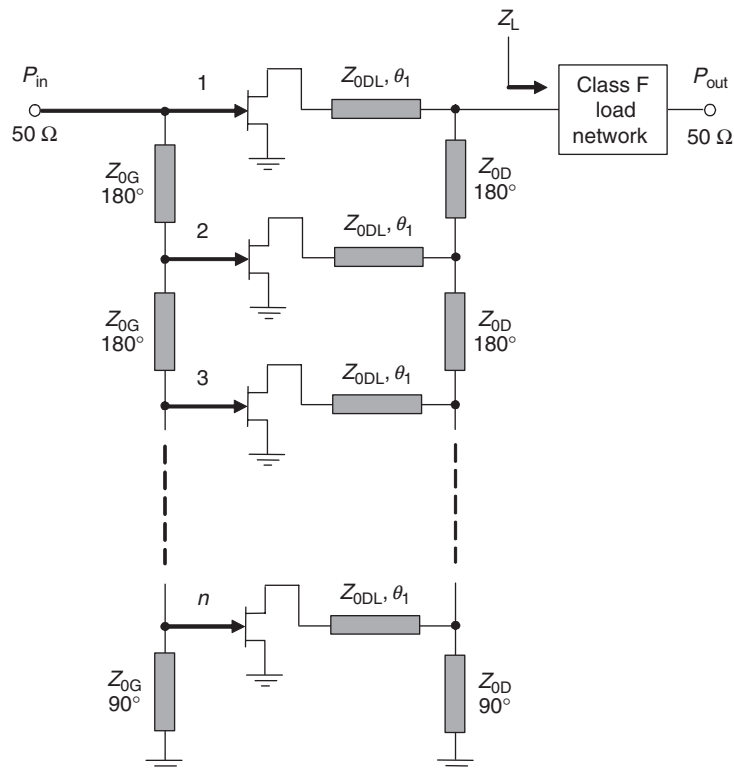 Z_L
P_in
50 Ω
1
Z_0DL, θ_1
Class F
load
network
P_out
50 Ω
Z_0G
180°
Z_0D
180°
2
Z_0DL, θ_1
Z_0G
180°
Z_0D
180°
3
Z_0DL, θ_1
n
Z_0DL, θ_1
Z_0G
90°
Z_0D
90°